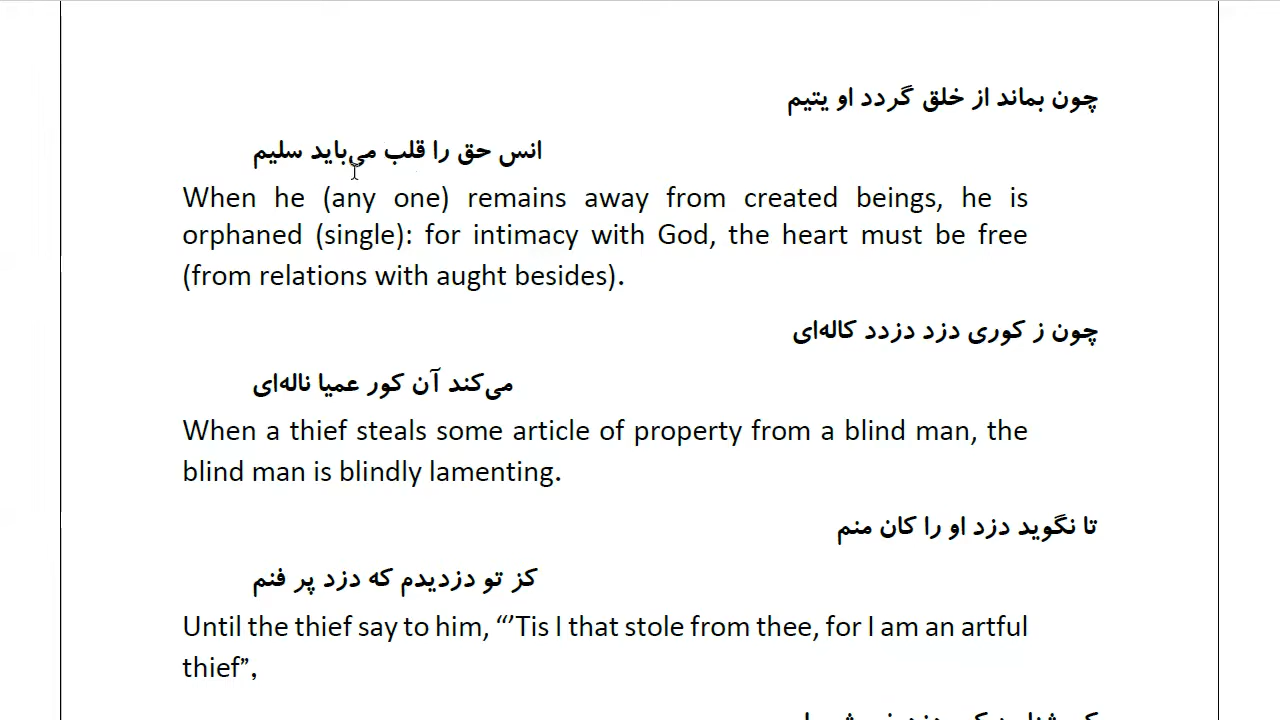 چون بماند از خلق گردد او یتیم
انس حق را قلب می‌باید سلیم
When he (any one) remains away from created beings, he is
orphaned (single): for intimacy with God, the heart must be free
(from relations with aught besides).
چون ز کوری دزد دزدد کاله‌ای
می‌کند آن کور عمیا ناله‌ای
When a thief steals some article of property from a blind man, the
blind man is blindly lamenting.
تا نگوید دزد او را کان منم
کز تو دزدیدم که دزد پر فنم
Until the thief say to him, “’Tis I that stole from thee, for I am an artful
thief”,